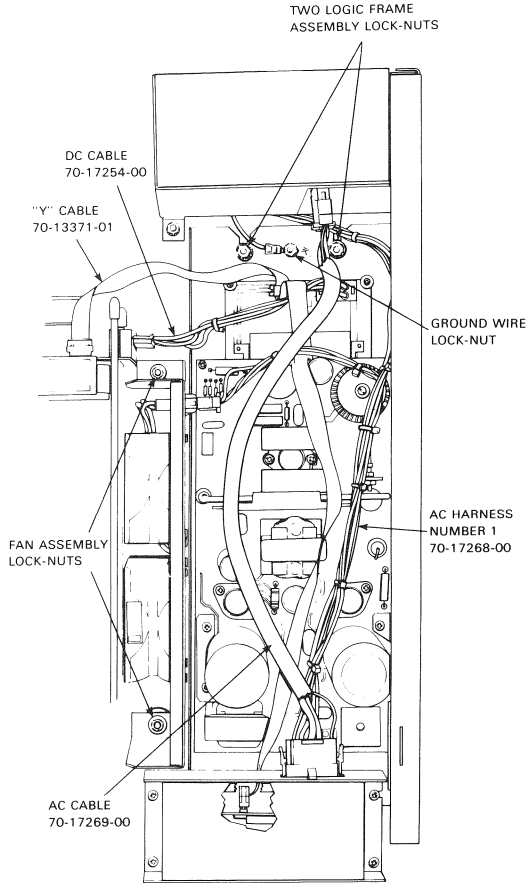 TWO LOGIC FRAME
ASSEMBLY LOCK-NUTS
DC CABLE
70-17254-00
"Y" CABLE
70-13371-01
GROUND WIRE
LOCK-NUT
AC HARNESS
NUMBER 1
70-17268-00
FAN ASSEMBLY
LOCK-NUTS
AC CABLE
70-17269-00